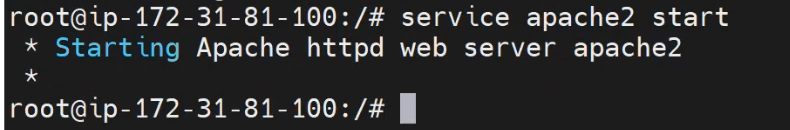 root@ip-172-31-81-100:/# service apache2 start
 * Starting Apache httpd web server apache2
 *
root@ip-172-31-81-100:/#